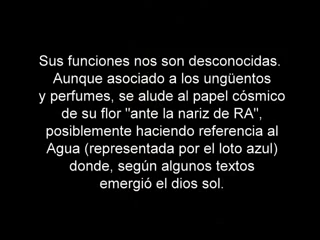 Sus funciones nos son desconocidas.
Aunque asociado a los ungüentos
y perfumes, se alude al papel cósmico
de su flor "ante la nariz de RA",
posiblemente haciendo referencia al
Agua (representada por el loto azul)
donde, según algunos textos
emergió el dios sol.